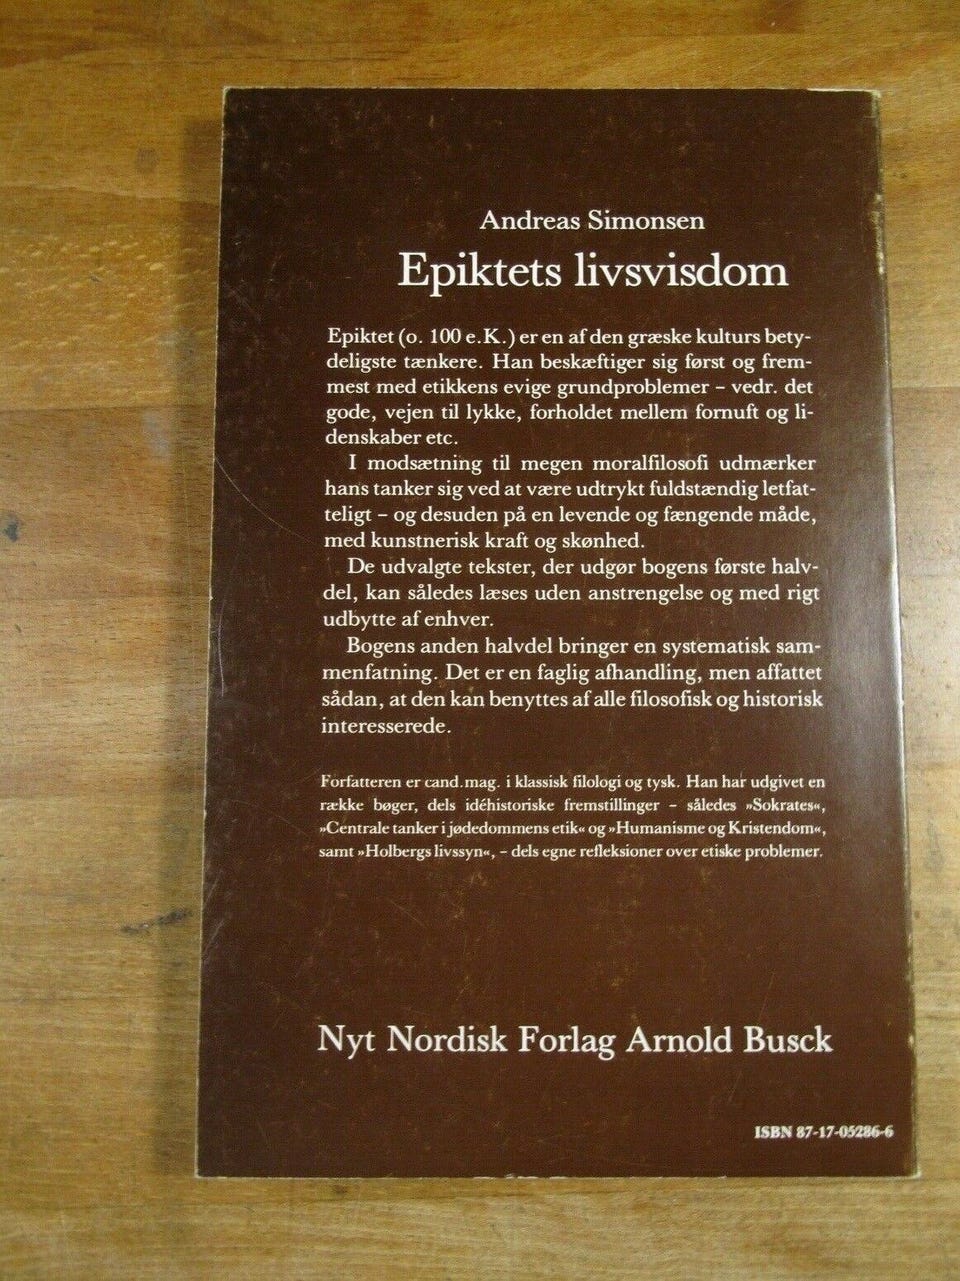 Andreas Simonsen
Epiktets livsvisdom
Epiktet (o. 100 e.K.) er en af den græske kulturs bety-
deligste tænkere. Han beskæftiger sig først og frem-
mest med etikkens evige grundproblemer – vedr. det
gode, vejen til lykke, forholdet mellem fornuft og li-
denskaber etc.
I modsætning til megen moralfilosofi udmærker
hans tanker sig ved at være udtrykt fuldstændig letfat-
teligt – og desuden på en levende og fængende måde,
med kunstnerisk kraft og skønhed.
De udvalgte tekster, der udgør bogens første halv-
del, kan således læses uden anstrengelse og med rigt
udbytte af enhver.
Bogens anden halvdel bringer en systematisk sam-
menfatning. Det er en faglig afhandling, men affattet
sådan, at den kan benyttes af alle filosofisk og historisk
interesserede.
Forfatteren er cand.mag. i klassisk filologi og tysk. Han har udgivet en
række bøger, dels idéhistoriske fremstillinger – således »Sokrates«,
»Centrale tanker i jødedommens etik« og »Humanisme og Kristendom«,
samt »Holbergs livssyn«, – dels egne refleksioner over etiske problemer.
Nyt Nordisk Forlag Arnold Busck
ISBN 87-17-05286-6